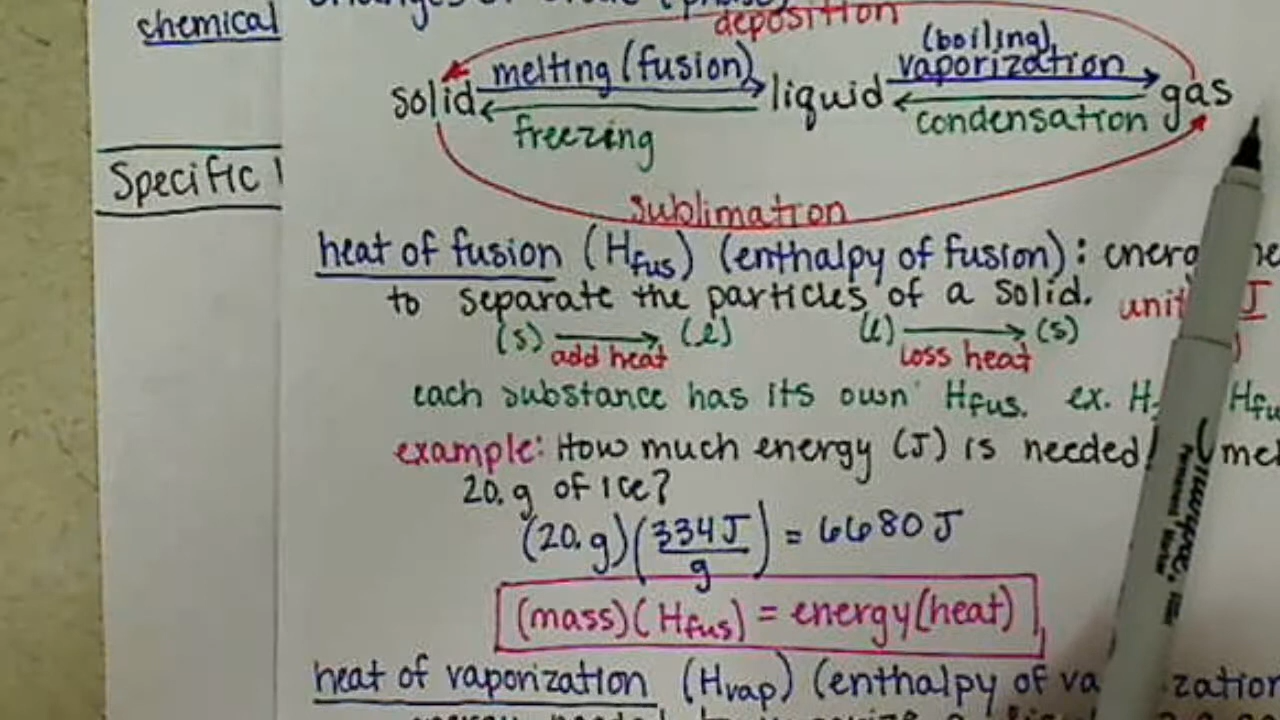 chemical
deposition
(boiling)
melting (fusion) vaporization
solid liquid gas
freezing condensation
Specific
sublimation
heat of fusion (Hfus) (enthalpy of fusion):
to separate the particles of a solid.
(s) add heat (l) (l) loss heat (s)
each substance has its own Hfus. ex.
example: How much energy (J) is needed
20. g of ice?
(20. g)(334 J / g) = 6680 J
(mass)(Hfus) = energy (heat)
heat of vaporization (Hvap) (enthalpy of
Permanent Marker